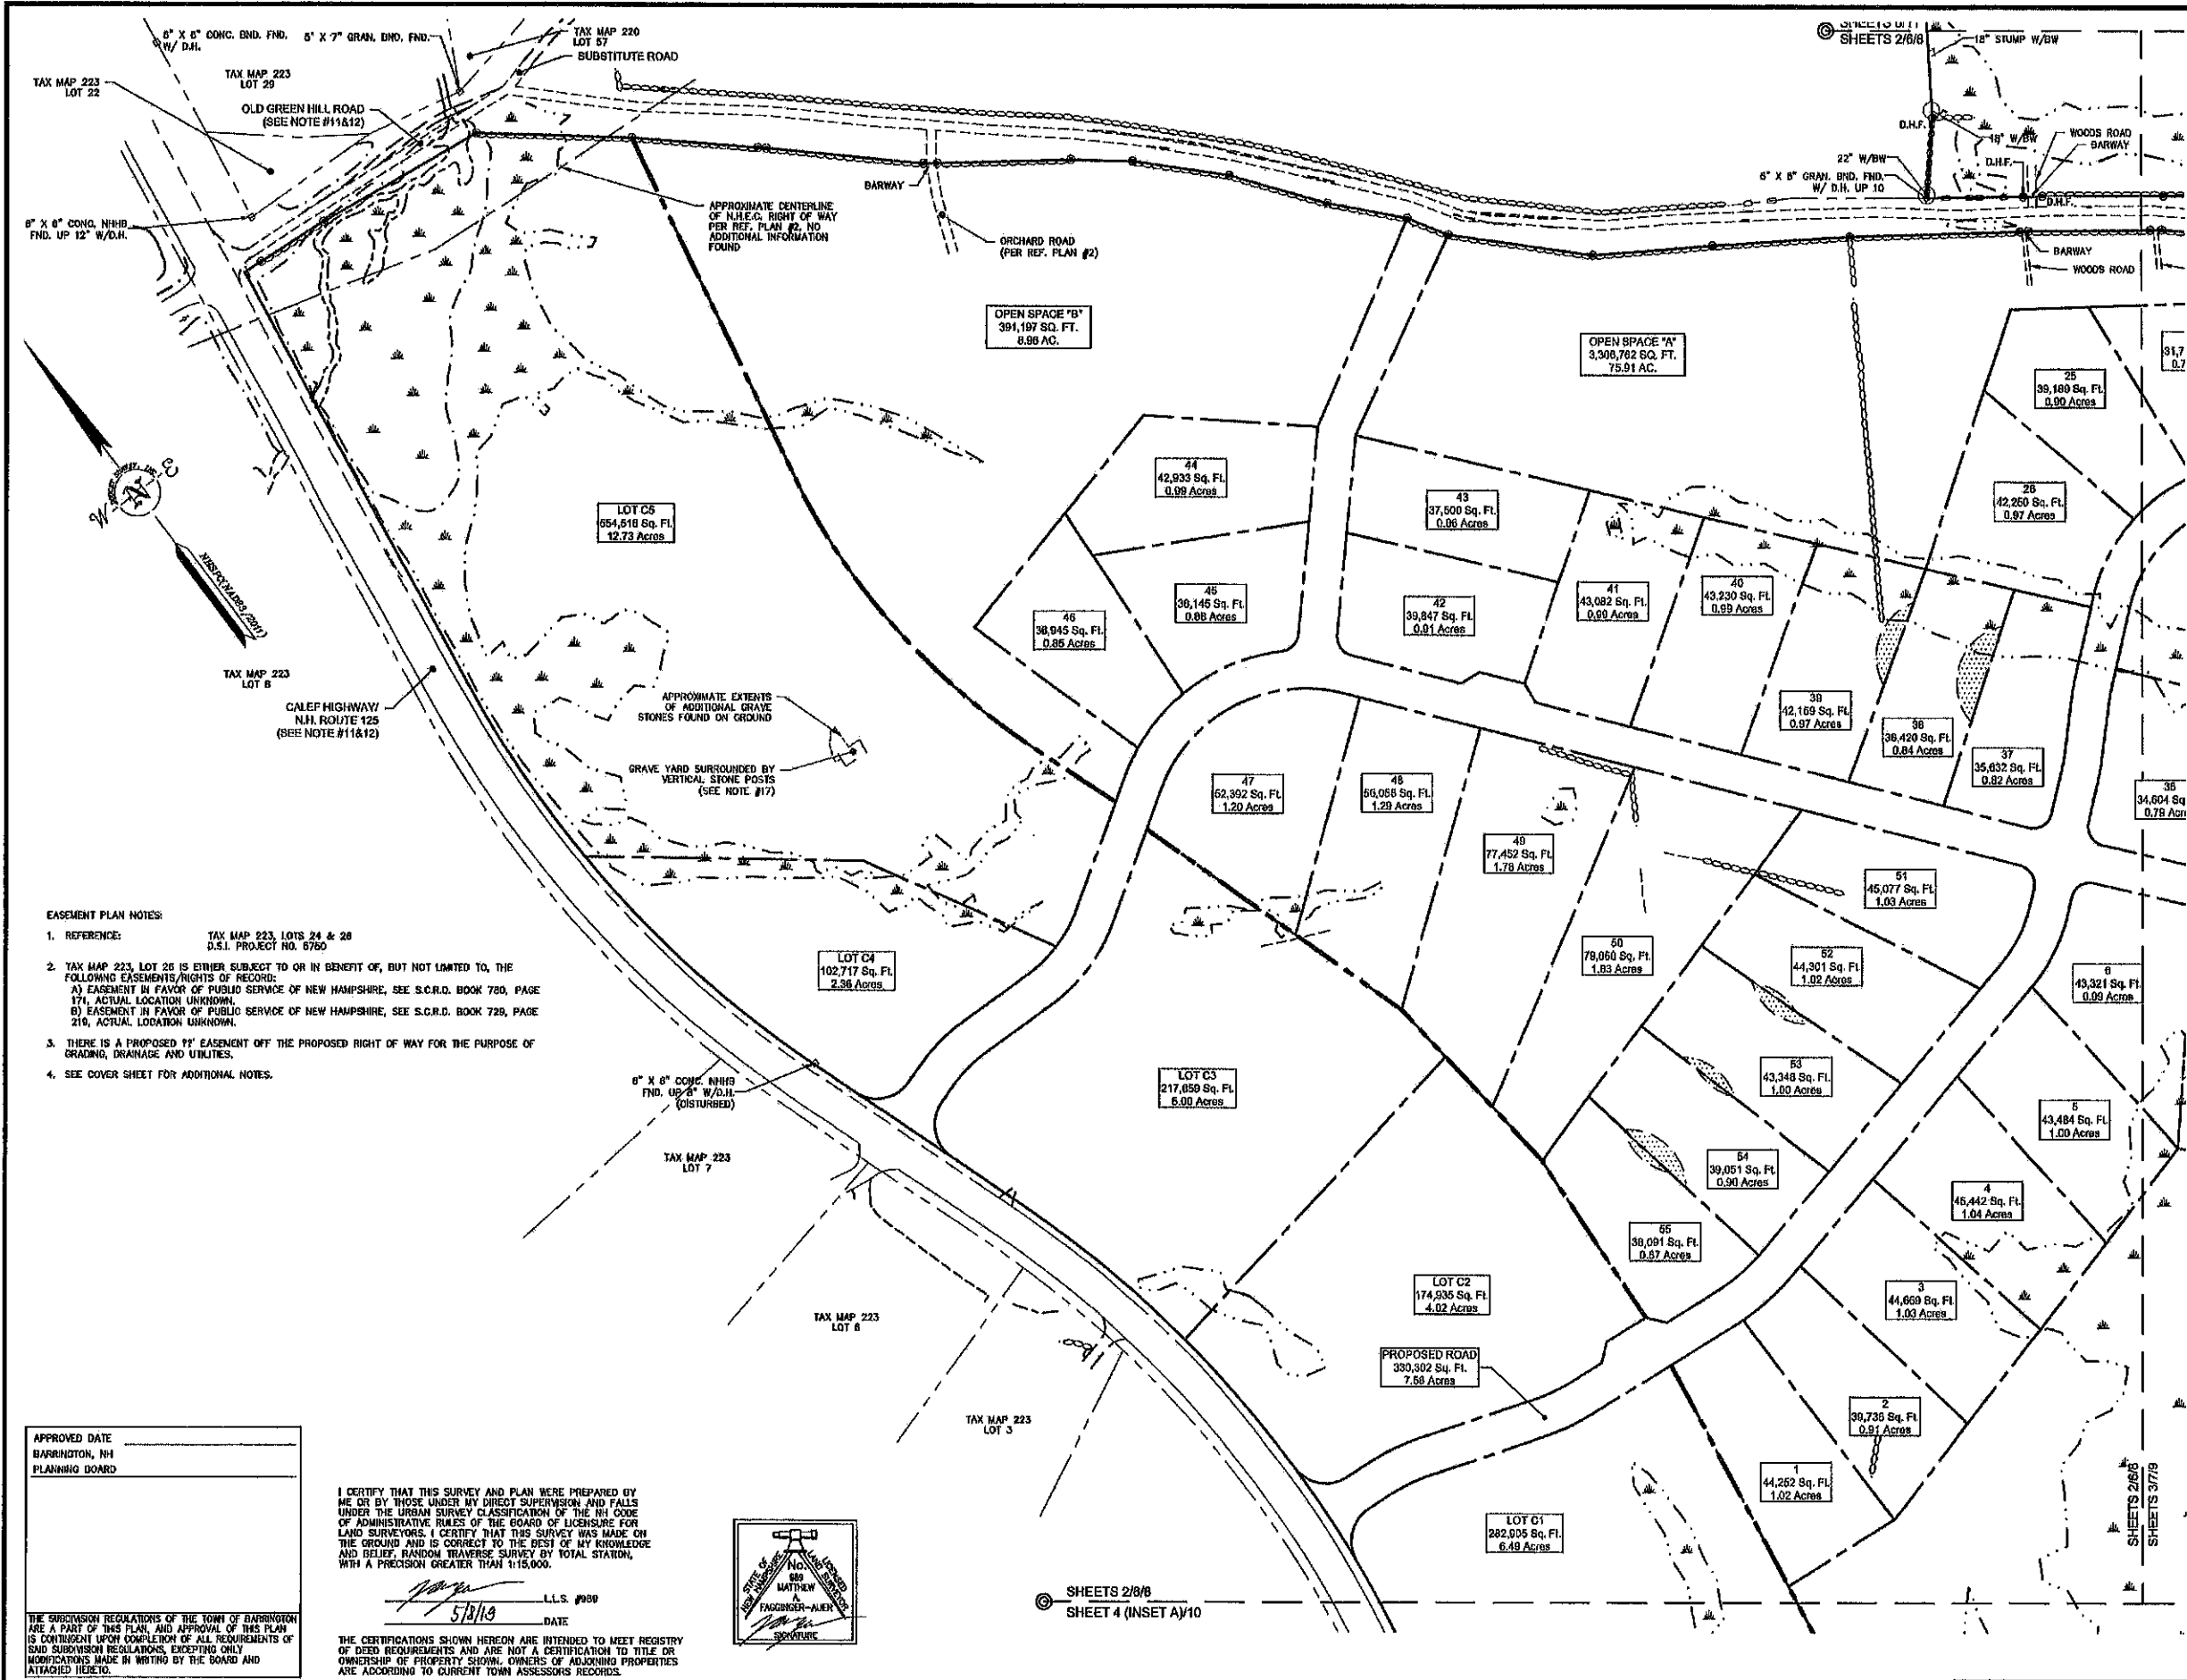 6" X 6" CONC. BND. FND.
W/ D.H.
5" X 7" GRAN. BND. FND.
TAX MAP 220
LOT 57
SUBSTITUTE ROAD
TAX MAP 223
LOT 22
TAX MAP 223
LOT 29
OLD GREEN HILL ROAD
(SEE NOTE #11&12)
6" X 6" CONC. NHHB
FND. UP 12" W/D.H.
BARWAY
APPROXIMATE CENTERLINE
OF N.H.E.C. RIGHT OF WAY
PER REF. PLAN #2, NO
ADDITIONAL INFORMATION
FOUND
ORCHARD ROAD
(PER REF. PLAN #2)
SHEETS 2/6/8
18" STUMP W/BW
D.H.F.
18" W/BW
WOODS ROAD
BARWAY
D.H.F.
22" W/BW
6" X 8" GRAN. BND. FND.
W/ D.H. UP 10
D.H.F.
BARWAY
WOODS ROAD
OPEN SPACE "B"
391,197 SQ. FT.
8.98 AC.
OPEN SPACE "A"
3,306,762 SQ. FT.
75.91 AC.
31,7
0.7
25
39,189 Sq. Ft.
0.90 Acres
26
42,250 Sq. Ft.
0.97 Acres
44
42,933 Sq. Ft.
0.99 Acres
43
37,500 Sq. Ft.
0.86 Acres
LOT C5
554,518 Sq. Ft.
12.73 Acres
45
38,145 Sq. Ft.
0.88 Acres
46
36,945 Sq. Ft.
0.85 Acres
42
39,847 Sq. Ft.
0.91 Acres
41
43,082 Sq. Ft.
0.99 Acres
40
43,230 Sq. Ft.
0.99 Acres
39
42,169 Sq. Ft.
0.97 Acres
38
36,420 Sq. Ft.
0.84 Acres
37
35,632 Sq. Ft.
0.82 Acres
34,604 Sq
0.79 Acre
W
N
NHSPC(NAD83/2011)
TAX MAP 223
LOT 8
CALEF HIGHWAY/
N.H. ROUTE 125
(SEE NOTE #11&12)
APPROXIMATE EXTENTS
OF ADDITIONAL GRAVE
STONES FOUND ON GROUND
GRAVE YARD SURROUNDED BY
VERTICAL STONE POSTS
(SEE NOTE #17)
47
52,392 Sq. Ft.
1.20 Acres
48
56,056 Sq. Ft.
1.29 Acres
49
77,452 Sq. Ft.
1.78 Acres
51
45,077 Sq. Ft.
1.03 Acres
50
1.83 Acres
52
44,301 Sq. Ft.
1.02 Acres
6
43,321 Sq. Ft.
0.99 Acres
EASEMENT PLAN NOTES:
1. REFERENCE: TAX MAP 223, LOTS 24 & 26
D.S.I. PROJECT NO. 6760
2. TAX MAP 223, LOT 26 IS EITHER SUBJECT TO OR IN BENEFIT OF, BUT NOT LIMITED TO, THE
FOLLOWING EASEMENTS/RIGHTS OF RECORD:
A) EASEMENT IN FAVOR OF PUBLIC SERVICE OF NEW HAMPSHIRE, SEE S.C.R.D. BOOK 780, PAGE
171, ACTUAL LOCATION UNKNOWN.
B) EASEMENT IN FAVOR OF PUBLIC SERVICE OF NEW HAMPSHIRE, SEE S.C.R.D. BOOK 729, PAGE
219, ACTUAL LOCATION UNKNOWN.
3. THERE IS A PROPOSED ??' EASEMENT OFF THE PROPOSED RIGHT OF WAY FOR THE PURPOSE OF
GRADING, DRAINAGE AND UTILITIES.
4. SEE COVER SHEET FOR ADDITIONAL NOTES.
LOT C4
102,717 Sq. Ft.
2.36 Acres
6" X 6" CONC. NHHB
FND. UP 8" W/D.H.
(DISTURBED)
LOT C3
217,659 Sq. Ft.
5.00 Acres
53
43,348 Sq. Ft.
1.00 Acres
5
43,484 Sq. Ft.
1.00 Acres
54
39,051 Sq. Ft.
0.90 Acres
4
45,442 Sq. Ft.
1.04 Acres
55
38,091 Sq. Ft.
0.87 Acres
TAX MAP 223
LOT 7
LOT C2
174,935 Sq. Ft.
4.02 Acres
3
44,669 Sq. Ft.
1.03 Acres
TAX MAP 223
LOT 6
PROPOSED ROAD
330,302 Sq. Ft.
7.58 Acres
TAX MAP 223
LOT 3
2
39,736 Sq. Ft.
0.91 Acres
1
44,252 Sq. Ft.
1.02 Acres
LOT C1
282,905 Sq. Ft.
6.49 Acres
SHEETS 2/6/8
SHEETS 3/7/9
APPROVED DATE
BARRINGTON, NH
PLANNING BOARD
THE SUBDIVISION REGULATIONS OF THE TOWN OF BARRINGTON
ARE A PART OF THIS PLAN, AND APPROVAL OF THIS PLAN
IS CONTINGENT UPON COMPLETION OF ALL REQUIREMENTS OF
SAID SUBDIVISION REGULATIONS, EXCEPTING ONLY
MODIFICATIONS MADE IN WRITING BY THE BOARD AND
ATTACHED HERETO.
I CERTIFY THAT THIS SURVEY AND PLAN WERE PREPARED BY
ME OR BY THOSE UNDER MY DIRECT SUPERVISION AND FALLS
UNDER THE URBAN SURVEY CLASSIFICATION OF THE NH CODE
OF ADMINISTRATIVE RULES OF THE BOARD OF LICENSURE FOR
LAND SURVEYORS. I CERTIFY THAT THIS SURVEY WAS MADE ON
THE GROUND AND IS CORRECT TO THE BEST OF MY KNOWLEDGE
AND BELIEF. RANDOM TRAVERSE SURVEY BY TOTAL STATION,
WITH A PRECISION GREATER THAN 1:15,000.
L.L.S. #989
5/8/19
DATE
THE CERTIFICATIONS SHOWN HEREON ARE INTENDED TO MEET REGISTRY
OF DEED REQUIREMENTS AND ARE NOT A CERTIFICATION TO TITLE OR
OWNERSHIP OF PROPERTY SHOWN. OWNERS OF ADJOINING PROPERTIES
ARE ACCORDING TO CURRENT TOWN ASSESSORS RECORDS.
STATE OF
NEW HAMPSHIRE
LICENSED
LAND SURVEYOR
No.
989
MATTHEW
A.
FAGGINGER-AUER
SIGNATURE
SHEETS 2/6/8
SHEET 4 (INSET A)/10